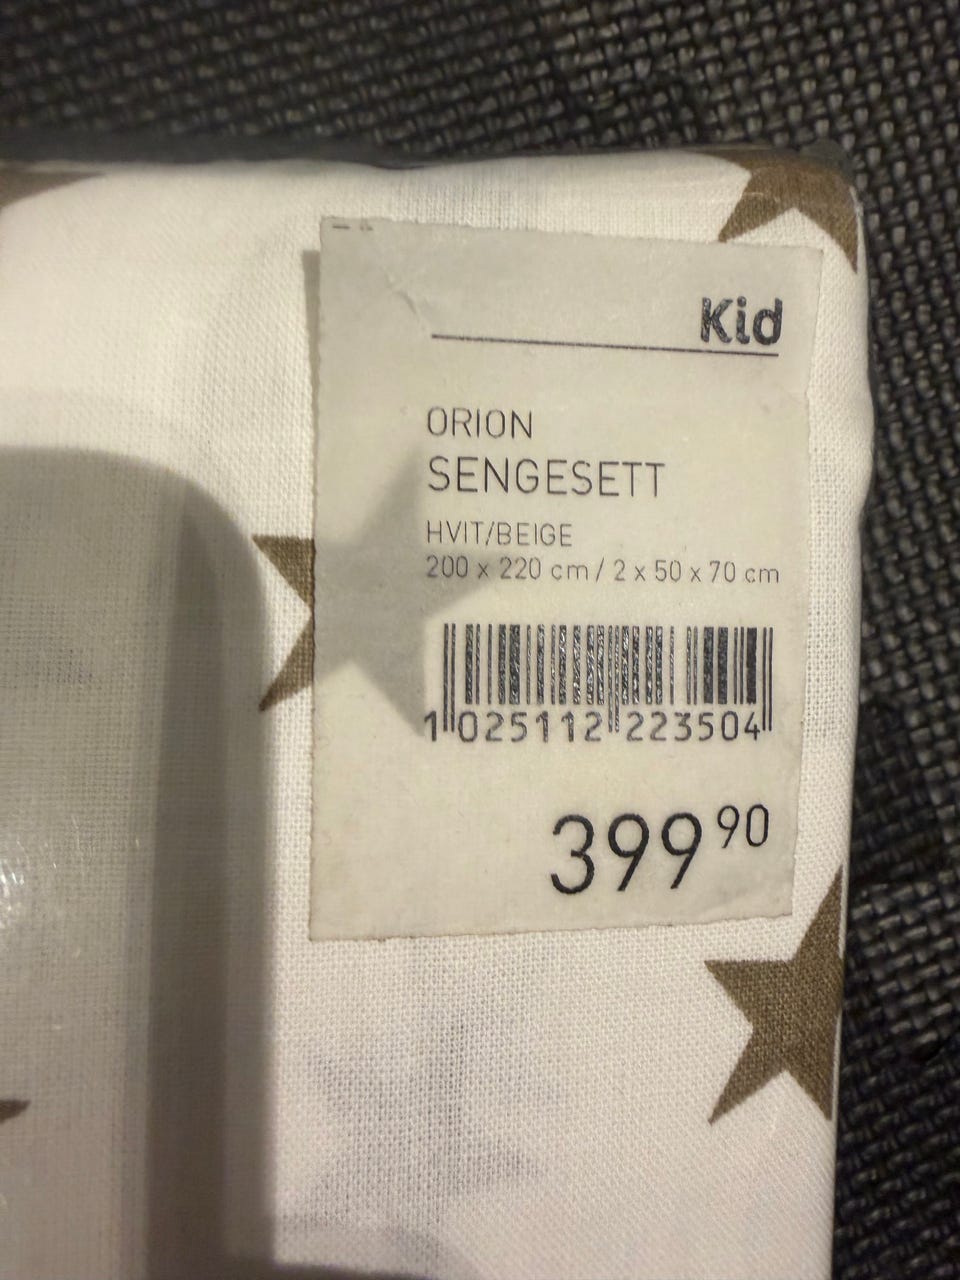 Kid
ORION
SENGESETT
HVIT/BEIGE
200 x 220 cm / 2 x 50 x 70 cm
1 025112 223504
399 90